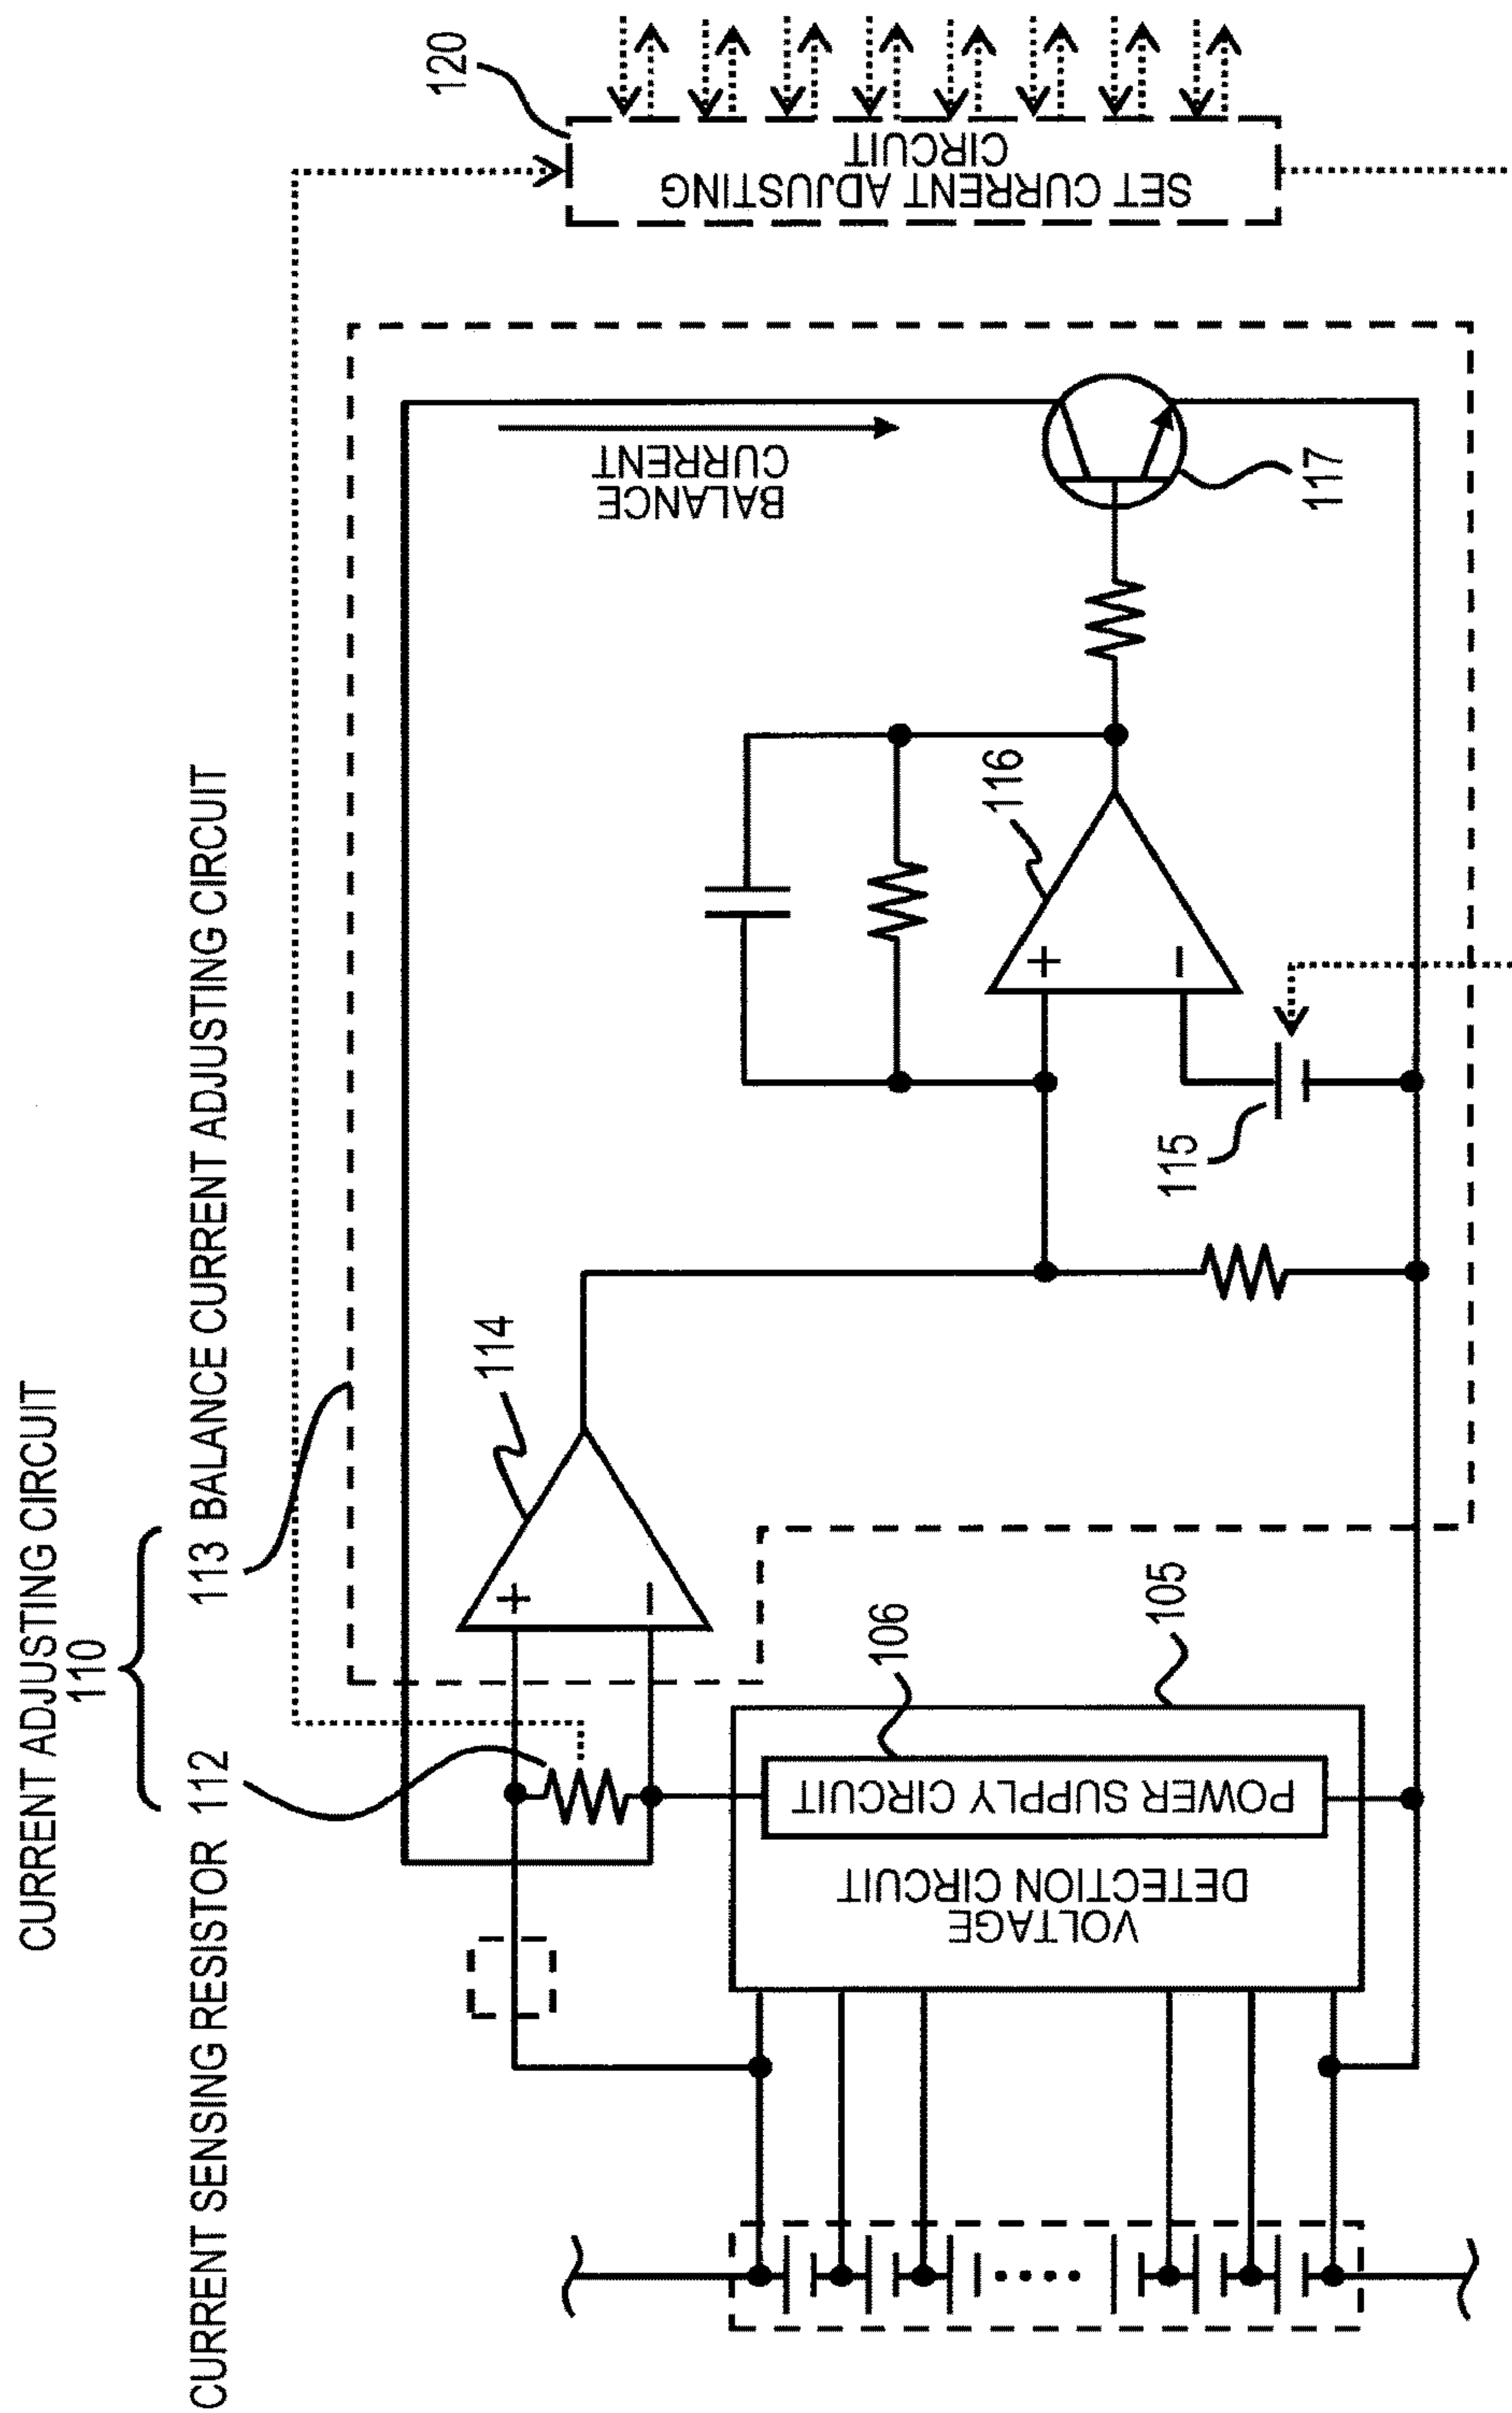 CURRENT ADJUSTING CIRCUIT
110
CURRENT SENSING RESISTOR 112
113 BALANCE CURRENT ADJUSTING CIRCUIT
120
SET CURRENT ADJUSTING
CIRCUIT
BALANCE
CURRENT
114
+
−
116
+
−
117
115
106
105
POWER SUPPLY CIRCUIT
VOLTAGE
DETECTION CIRCUIT